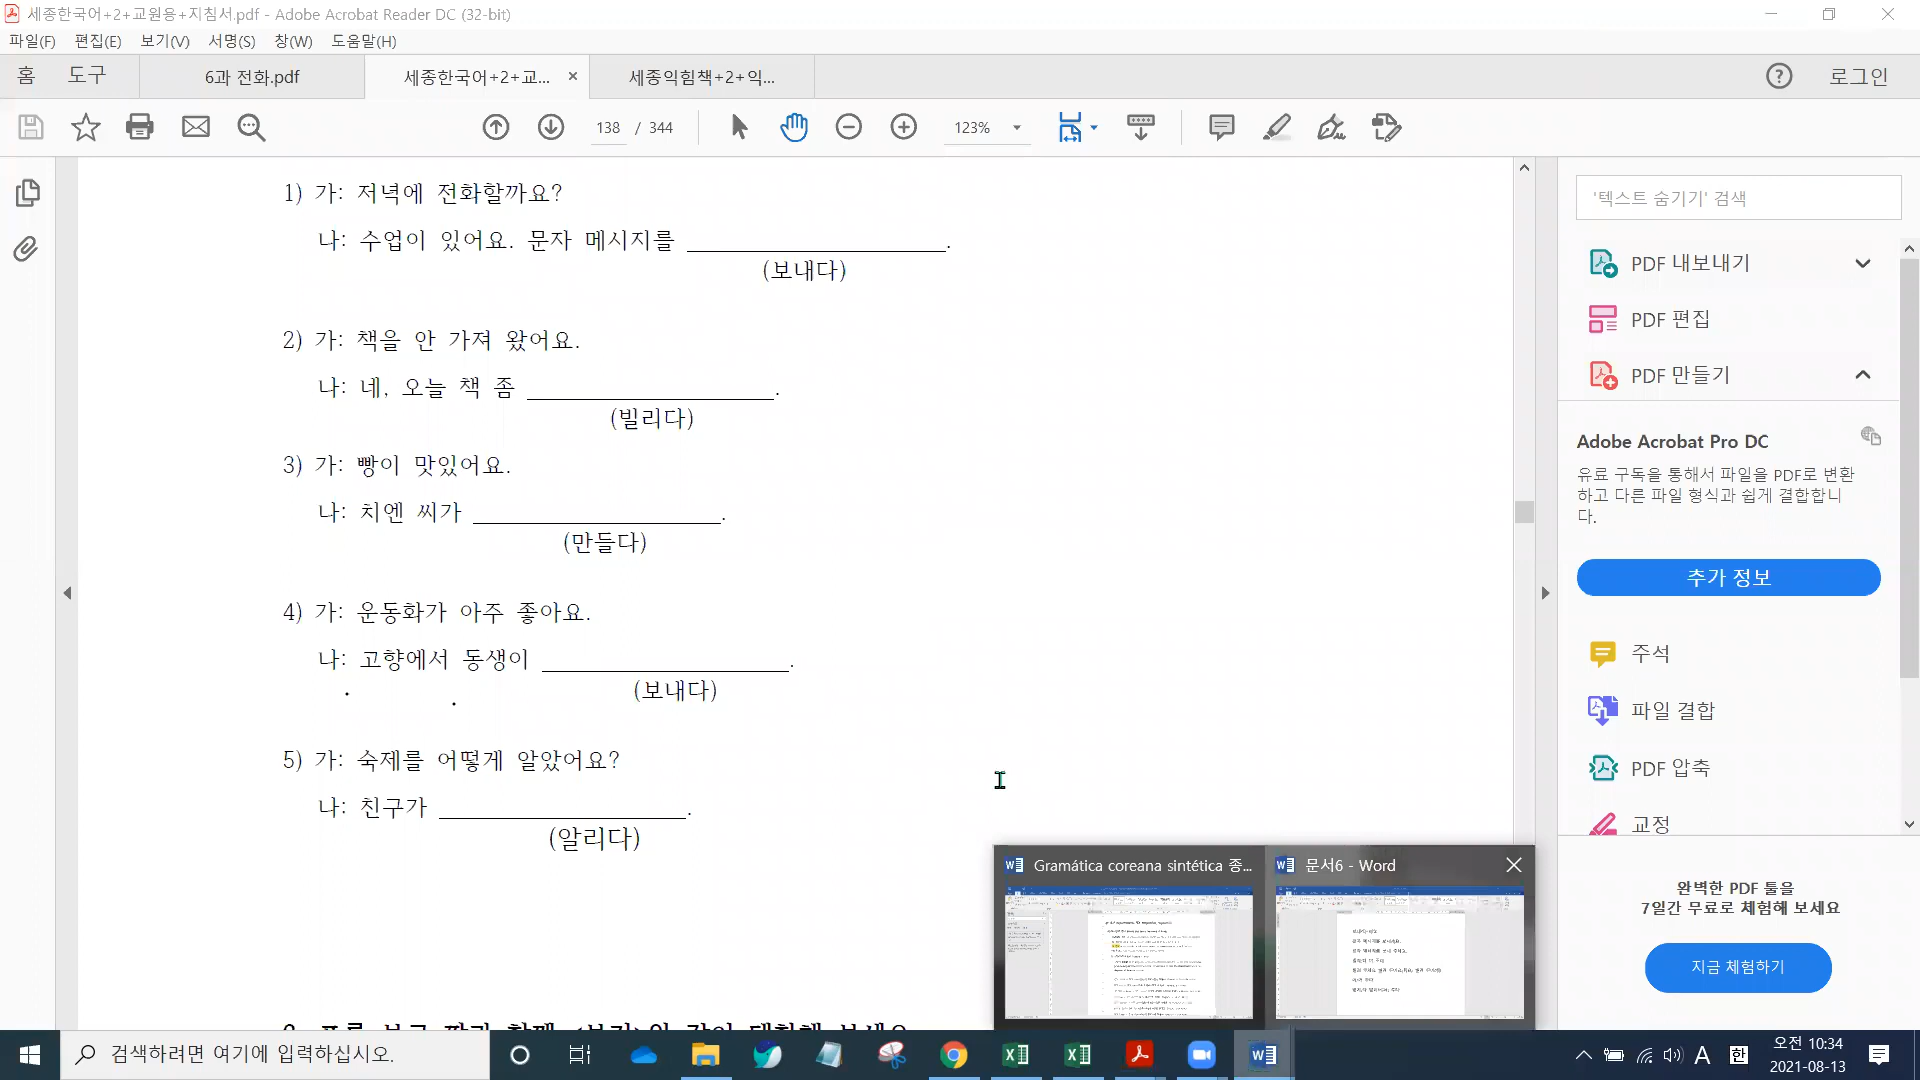 세종한국어+2+교원용+지침서.pdf - Adobe Acrobat Reader DC (32-bit)
파일(F) 편집(E) 보기(V) 서명(S) 창(W) 도움말(H)
홈 도구 6과 전화.pdf 세종한국어+2+교... × 세종익힘책+2+익... 로그인
138 / 344 123%
1) 가: 저녁에 전화할까요?
나: 수업이 있어요. 문자 메시지를 ____________________.
(보내다)
2) 가: 책을 안 가져 왔어요.
나: 네, 오늘 책 좀 ____________________.
(빌리다)
3) 가: 빵이 맛있어요.
나: 치엔 씨가 ____________________.
(만들다)
4) 가: 운동화가 아주 좋아요.
나: 고향에서 동생이 ____________________.
(보내다)
5) 가: 숙제를 어떻게 알았어요?
나: 친구가 ____________________.
(알리다)
'텍스트 숨기기' 검색
PDF 내보내기
PDF 편집
PDF 만들기
Adobe Acrobat Pro DC
유료 구독을 통해서 파일을 PDF로 변환
하고 다른 파일 형식과 쉽게 결합합니
다.
추가 정보
주석
파일 결합
PDF 압축
교정
완벽한 PDF 툴을
7일간 무료로 체험해 보세요
지금 체험하기
Gramática coreana sintética 종...
문서6 - Word
검색하려면 여기에 입력하십시오.
A 한 오전 10:34
2021-08-13